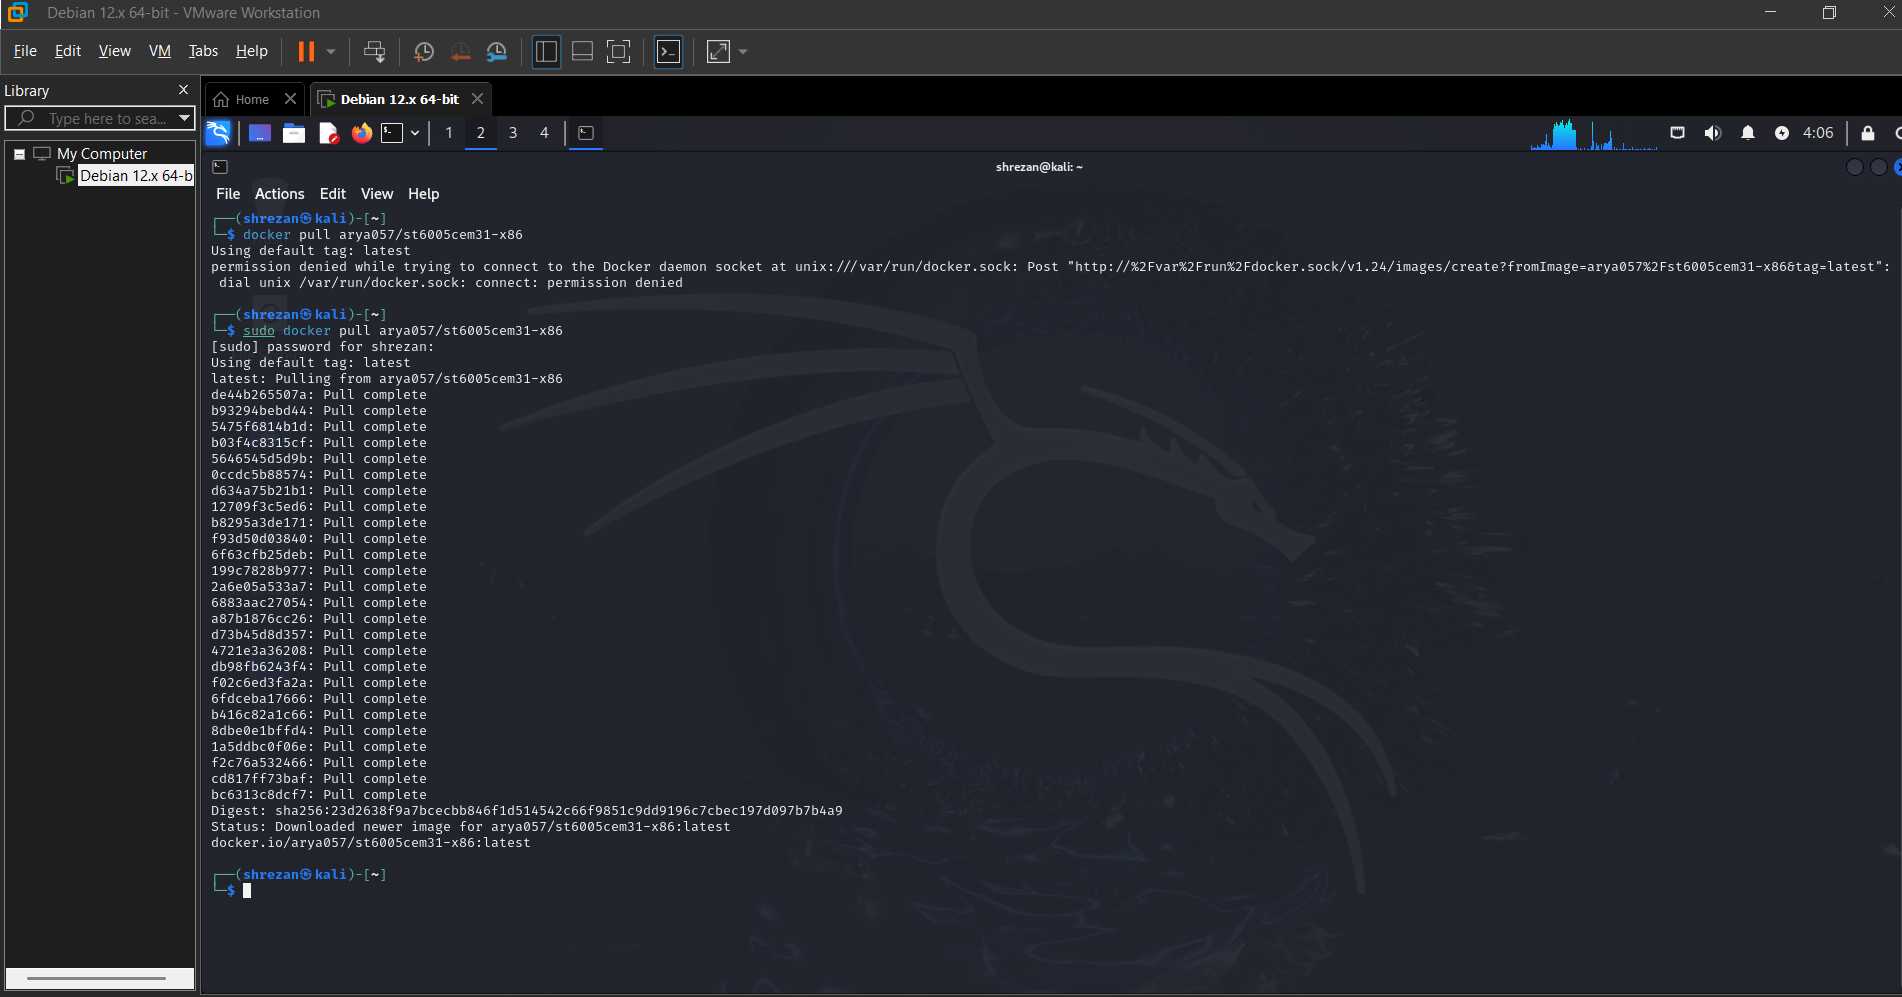 Debian 12.x 64-bit - VMware Workstation
File Edit View VM Tabs Help
Library
Type here to sea...
My Computer
Debian 12.x 64-b
Home
Debian 12.x 64-bit
1 2 3 4
4:06
shrezan@kali: ~
File Actions Edit View Help
┌──(shrezan㉿kali)-[~]
└─$ docker pull arya057/st6005cem31-x86
Using default tag: latest
permission denied while trying to connect to the Docker daemon socket at unix:///var/run/docker.sock: Post "http://%2Fvar%2Frun%2Fdocker.sock/v1.24/images/create?fromImage=arya057%2Fst6005cem31-x86&tag=latest":
dial unix /var/run/docker.sock: connect: permission denied
┌──(shrezan㉿kali)-[~]
└─$ sudo docker pull arya057/st6005cem31-x86
[sudo] password for shrezan:
Using default tag: latest
latest: Pulling from arya057/st6005cem31-x86
de44b265507a: Pull complete
b93294bebd44: Pull complete
5475f6814b1d: Pull complete
b03f4c8315cf: Pull complete
5646545d5d9b: Pull complete
0ccdc5b88574: Pull complete
d634a75b21b1: Pull complete
12709f3c5ed6: Pull complete
b8295a3de171: Pull complete
f93d50d03840: Pull complete
6f63cfb25deb: Pull complete
199c7828b977: Pull complete
2a6e05a533a7: Pull complete
6883aac27054: Pull complete
a87b1876cc26: Pull complete
d73b45d8d357: Pull complete
4721e3a36208: Pull complete
db98fb6243f4: Pull complete
f02c6ed3fa2a: Pull complete
6fdceba17666: Pull complete
b416c82a1c66: Pull complete
8dbe0e1bffd4: Pull complete
1a5ddbc0f06e: Pull complete
f2c76a532466: Pull complete
cd817ff73baf: Pull complete
bc6313c8dcf7: Pull complete
Digest: sha256:23d2638f9a7bcecbb846f1d514542c66f9851c9dd9196c7cbec197d097b7b4a9
Status: Downloaded newer image for arya057/st6005cem31-x86:latest
docker.io/arya057/st6005cem31-x86:latest
┌──(shrezan㉿kali)-[~]
└─$